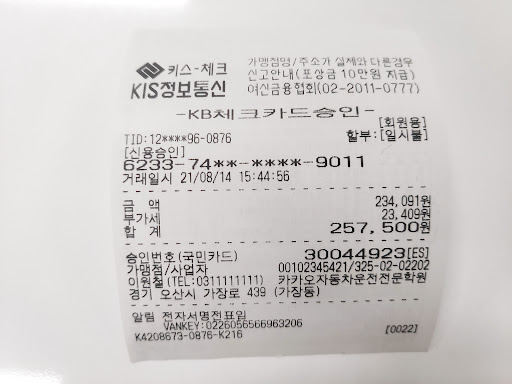 키스-체크
KIS정보통신
가맹점명/주소가 실제와 다른경우
신고안내(포상금 10만원 지급)
여신금융협회(02-2011-0777)
-KB체크카드승인-
[회원용]
TID:12****96-0876
할부:[일시불]
[신용승인]
6233-74**-****-9011
거래일시 21/08/14 15:44:56
금 액 234,091원
부가세 23,409원
합 계 257,500원
승인번호(국민카드) 30044923[ES]
가맹점/사업자 00102345421/325-02-02202
이원철(TEL:0311111111) 카카오자동차운전전문학원
경기 오산시 가장로 439 (가장동)
알림 전자서명전표임
VANKEY:0226056566963206
K4208673-0876-K216 [0022]